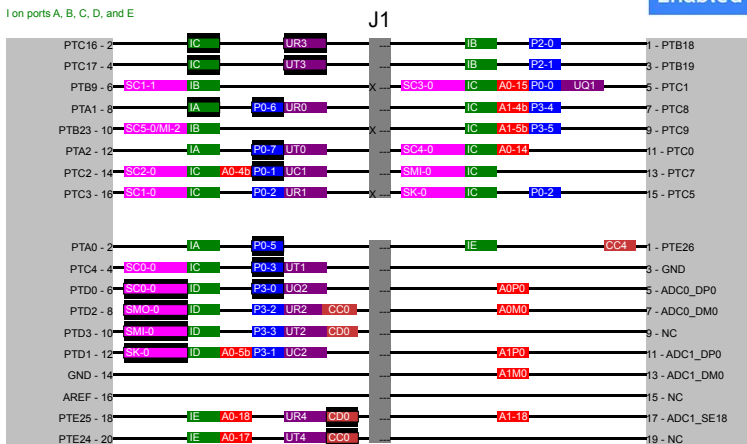 I on ports A, B, C, D, and E
Enabled
J1
PTC16 - 2 IC UR3 --- IB P2-0 1 - PTB18
PTC17 - 4 IC UT3 --- IB P2-1 3 - PTB19
PTB9 - 6 SC1-1 IB X --- SC3-0 IC A0-15 P0-0 UQ1 5 - PTC1
PTA1 - 8 IA P0-6 UR0 --- IC A1-4b P3-4 7 - PTC8
PTB23 - 10 SC5-0/MI-2 IB X --- IC A1-5b P3-5 9 - PTC9
PTA2 - 12 IA P0-7 UT0 --- SC4-0 IC A0-14 11 - PTC0
PTC2 - 14 SC2-0 IC A0-4b P0-1 UC1 --- SMI-0 IC 13 - PTC7
PTC3 - 16 SC1-0 IC P0-2 UR1 X --- SK-0 IC P0-2 15 - PTC5
PTA0 - 2 IA P0-5 --- IE CC4 1 - PTE26
PTC4 - 4 SC0-0 IC P0-3 UT1 --- 3 - GND
PTD0 - 6 SC0-0 ID P3-0 UQ2 --- A0P0 5 - ADC0_DP0
PTD2 - 8 SMO-0 ID P3-2 UR2 CC0 --- A0M0 7 - ADC0_DM0
PTD3 - 10 SMI-0 ID P3-3 UT2 CD0 --- 9 - NC
PTD1 - 12 SK-0 ID A0-5b P3-1 UC2 --- A1P0 11 - ADC1_DP0
GND - 14 --- A1M0 13 - ADC1_DM0
AREF - 16 --- 15 - NC
PTE25 - 18 IE A0-18 UR4 CD0 --- A1-18 17 - ADC1_SE18
PTE24 - 20 IE A0-17 UT4 CC0 --- 19 - NC